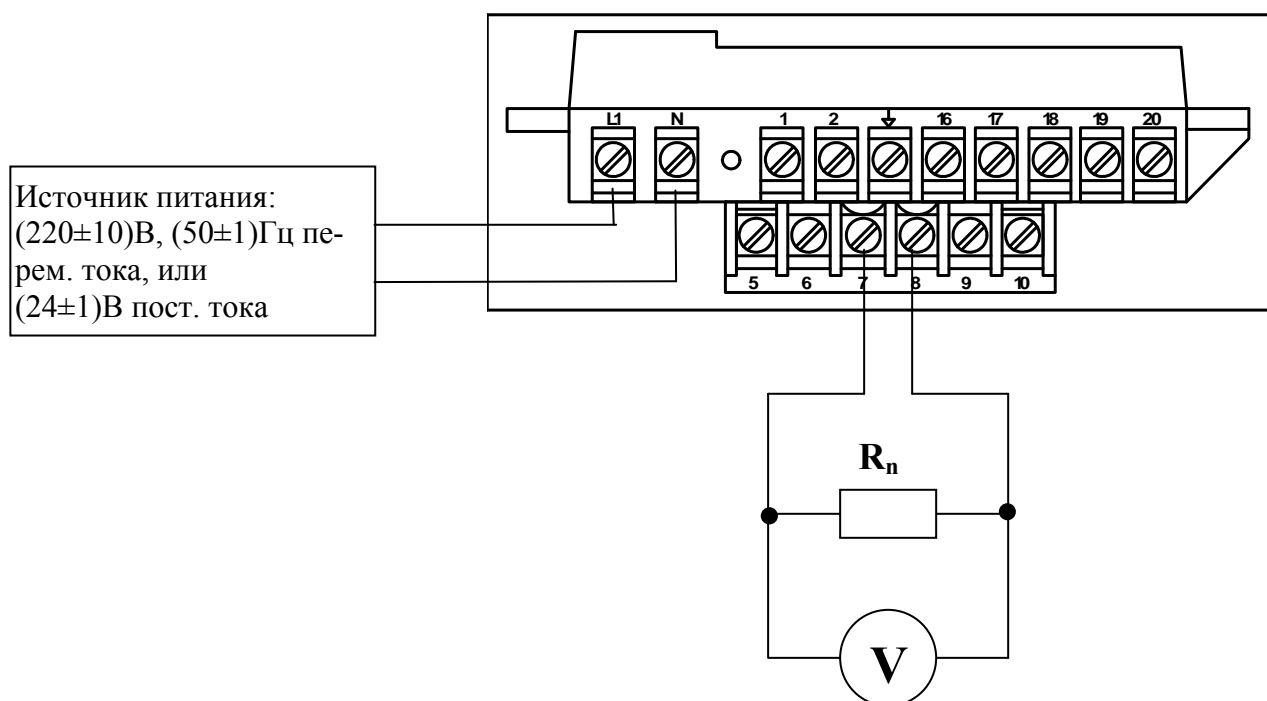 L1 N 1 2 16 17 18 19 20
Источник питания:
(220±10)В, (50±1)Гц пе-
рем. тока, или
(24±1)В пост. тока
5 6 7 8 9 10
Rn
V